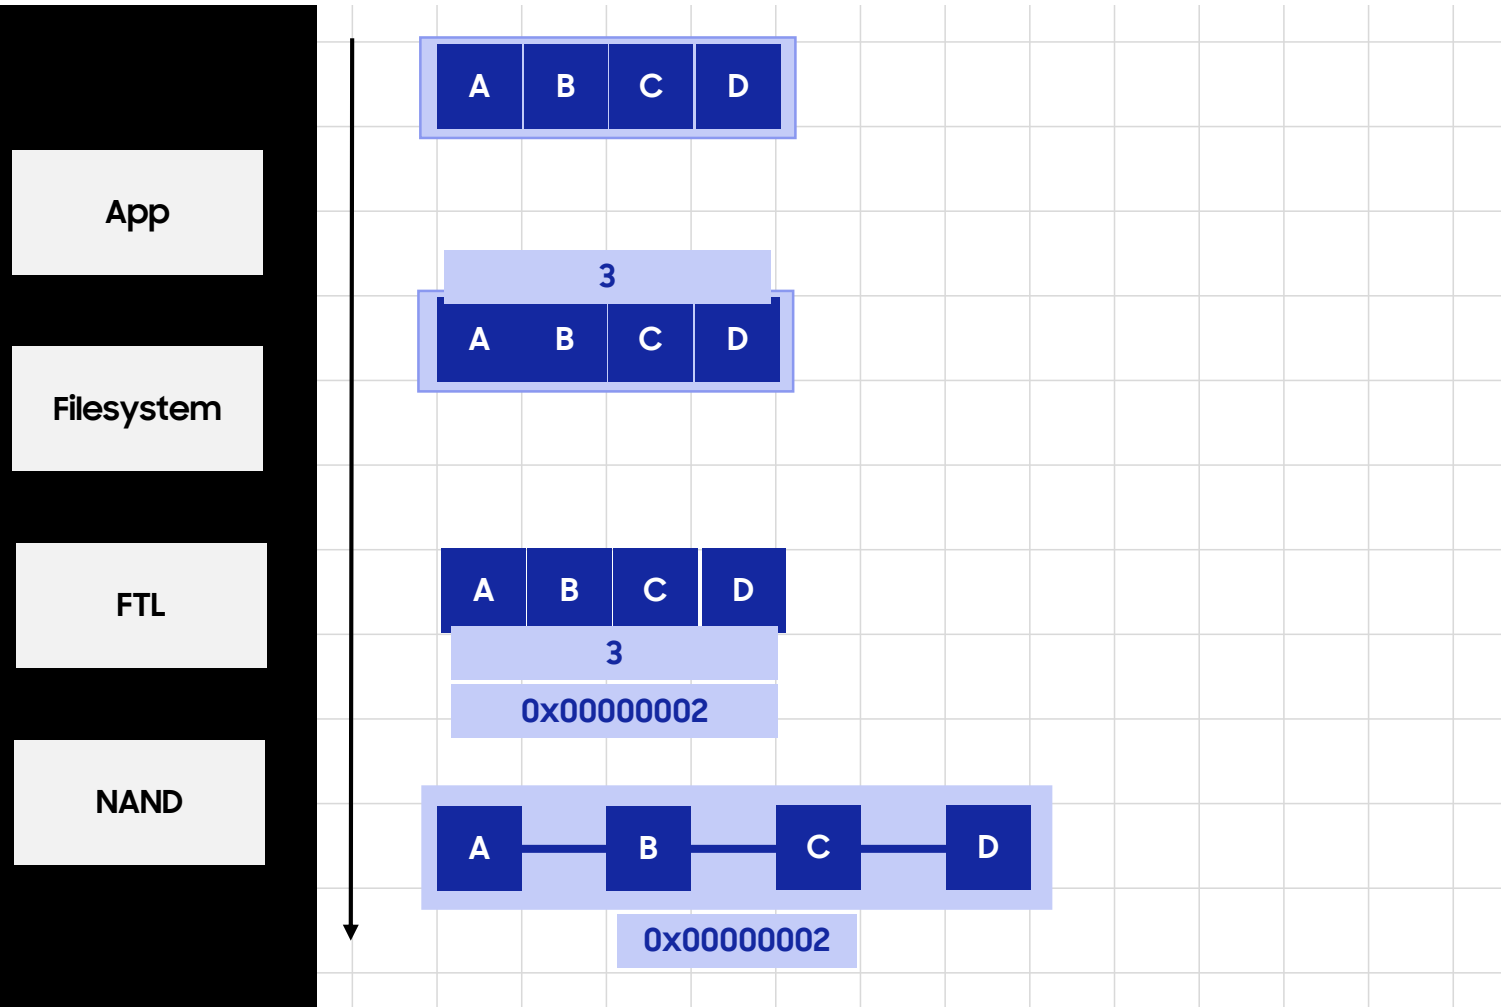 A B C D
App
3
A B C D
Filesystem
A B C D
FTL
3
0x00000002
NAND
A B C D
0x00000002